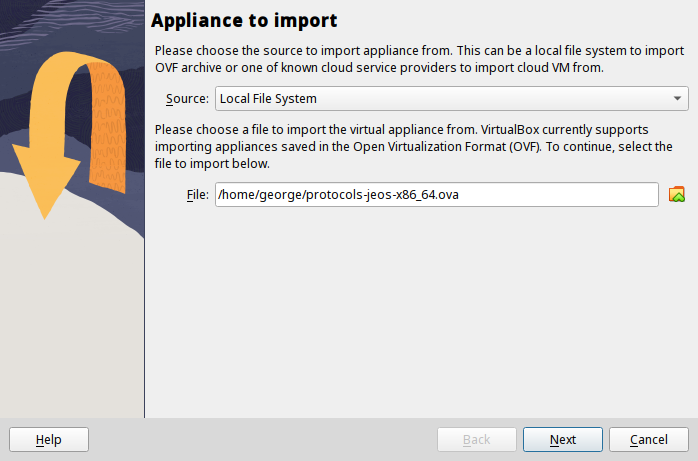 Appliance to import
Please choose the source to import appliance from. This can be a local file system to import
OVF archive or one of known cloud service providers to import cloud VM from.
Source: Local File System
Please choose a file to import the virtual appliance from. VirtualBox currently supports
importing appliances saved in the Open Virtualization Format (OVF). To continue, select the
file to import below.
File: /home/george/protocols-jeos-x86_64.ova
Help Back Next Cancel